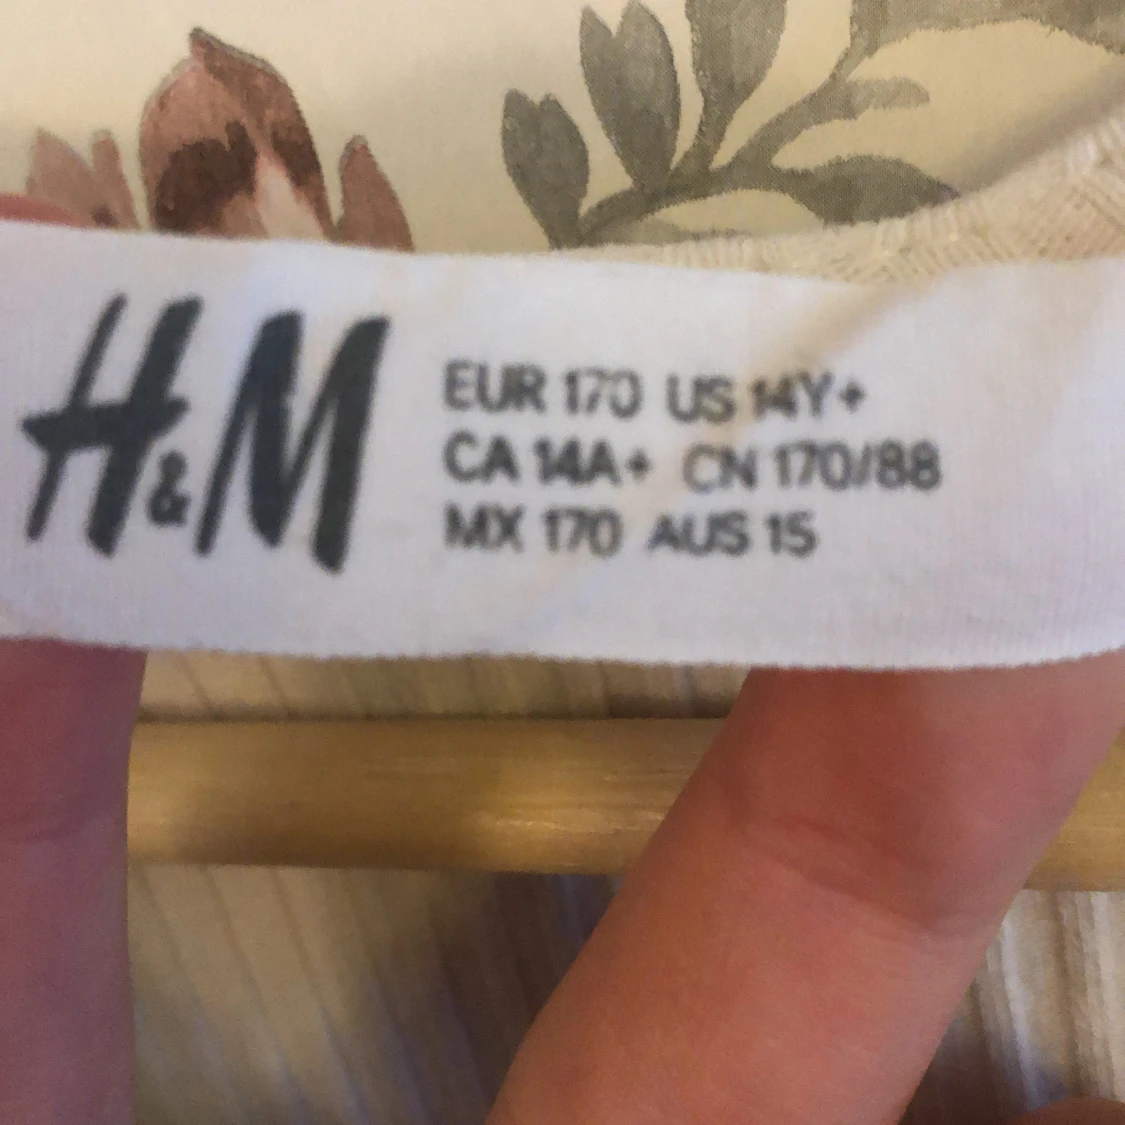 H&M
EUR 170 US 14Y+
CA 14A+ CN 170/88
MX 170 AUS 15